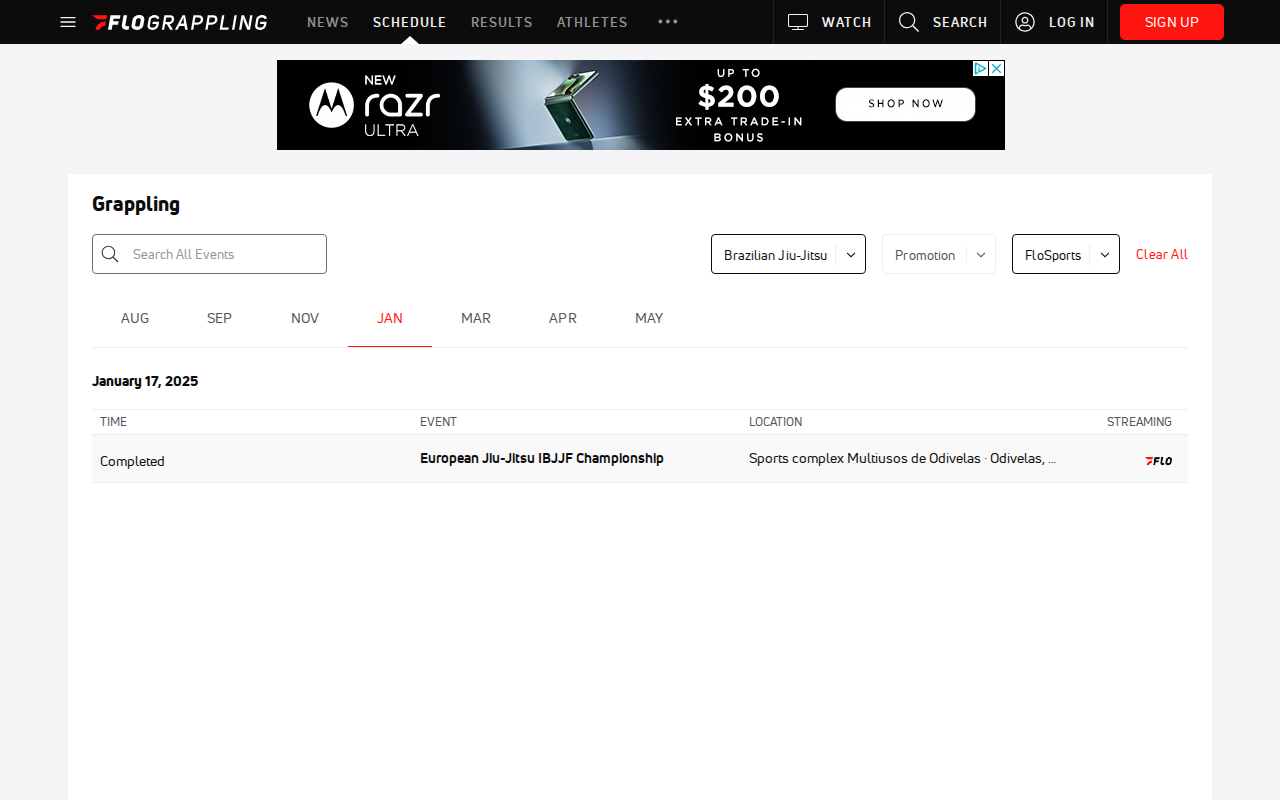 FLOGRAPPLING
NEWS
SCHEDULE
RESULTS
ATHLETES
WATCH
SEARCH
LOG IN
SIGN UP
NEW
razr
ULTRA
UP TO
$200
EXTRA TRADE-IN
BONUS
SHOP NOW
Grappling
Search All Events
Brazilian Jiu-Jitsu
Promotion
FloSports
Clear All
AUG SEP NOV JAN MAR APR MAY
January 17, 2025
TIME EVENT LOCATION STREAMING
Completed European Jiu-Jitsu IBJJF Championship Sports complex Multiusos de Odivelas · Odivelas, ... FLO